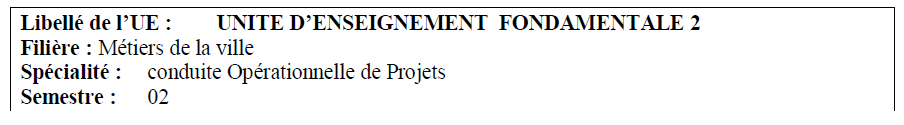 Libellé de l'UE : UNITE D'ENSEIGNEMENT FONDAMENTALE 2
Filière : Métiers de la ville
Spécialité : conduite Opérationnelle de Projets
Semestre : 02